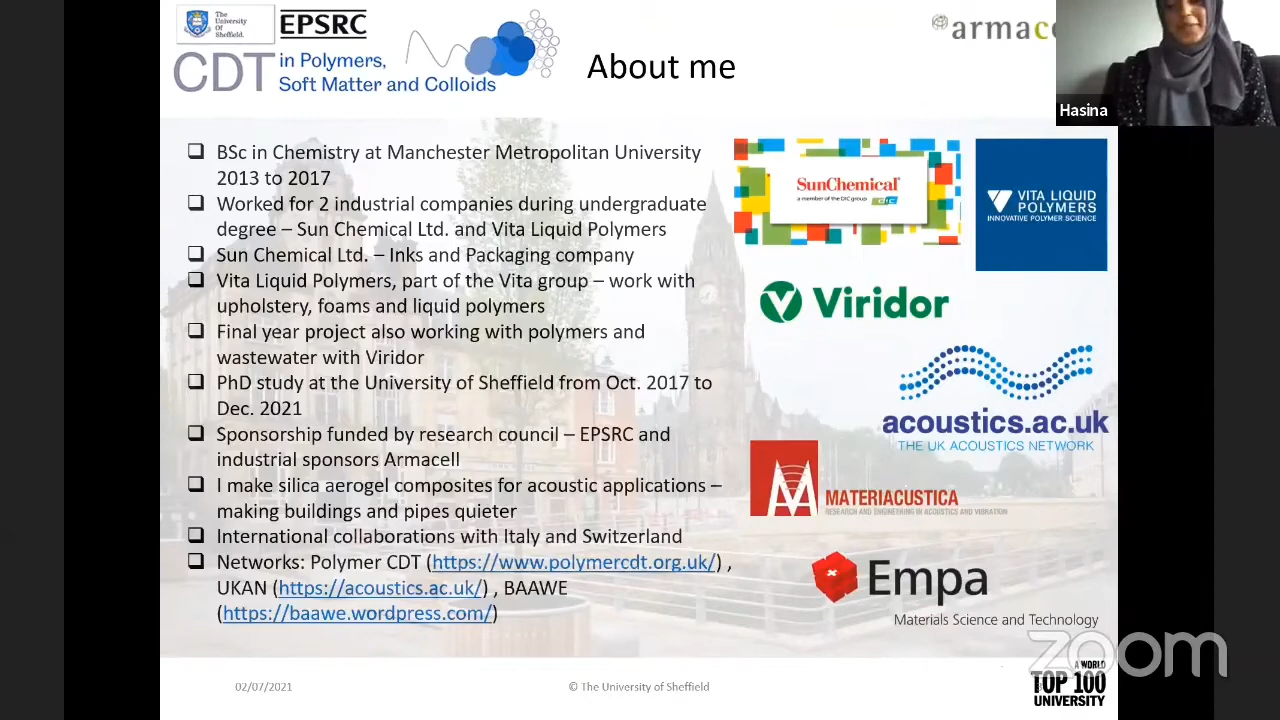 The
University
Of
Sheffield.
EPSRC
CDT
in Polymers,
Soft Matter and Colloids
About me
armac
Hasina
❑ BSc in Chemistry at Manchester Metropolitan University
2013 to 2017
❑ Worked for 2 industrial companies during undergraduate
degree – Sun Chemical Ltd. and Vita Liquid Polymers
❑ Sun Chemical Ltd. – Inks and Packaging company
❑ Vita Liquid Polymers, part of the Vita group – work with
upholstery, foams and liquid polymers
❑ Final year project also working with polymers and
wastewater with Viridor
❑ PhD study at the University of Sheffield from Oct. 2017 to
Dec. 2021
❑ Sponsorship funded by research council – EPSRC and
industrial sponsors Armacell
❑ I make silica aerogel composites for acoustic applications –
making buildings and pipes quieter
❑ International collaborations with Italy and Switzerland
❑ Networks: Polymer CDT (https://www.polymercdt.org.uk/) ,
UKAN (https://acoustics.ac.uk/) , BAAWE
(https://baawe.wordpress.com/)
SunChemical
a member of the DIC group
DIC
VITA LIQUID
POLYMERS
INNOVATIVE POLYMER SCIENCE
Viridor
acoustics.ac.uk
THE UK ACOUSTICS NETWORK
MATERIACUSTICA
RESEARCH AND ENGINEERING IN ACOUSTICS AND VIBRATION
Empa
Materials Science and Technology
zoom
02/07/2021
© The University of Sheffield
A WORLD
TOP 100
UNIVERSITY